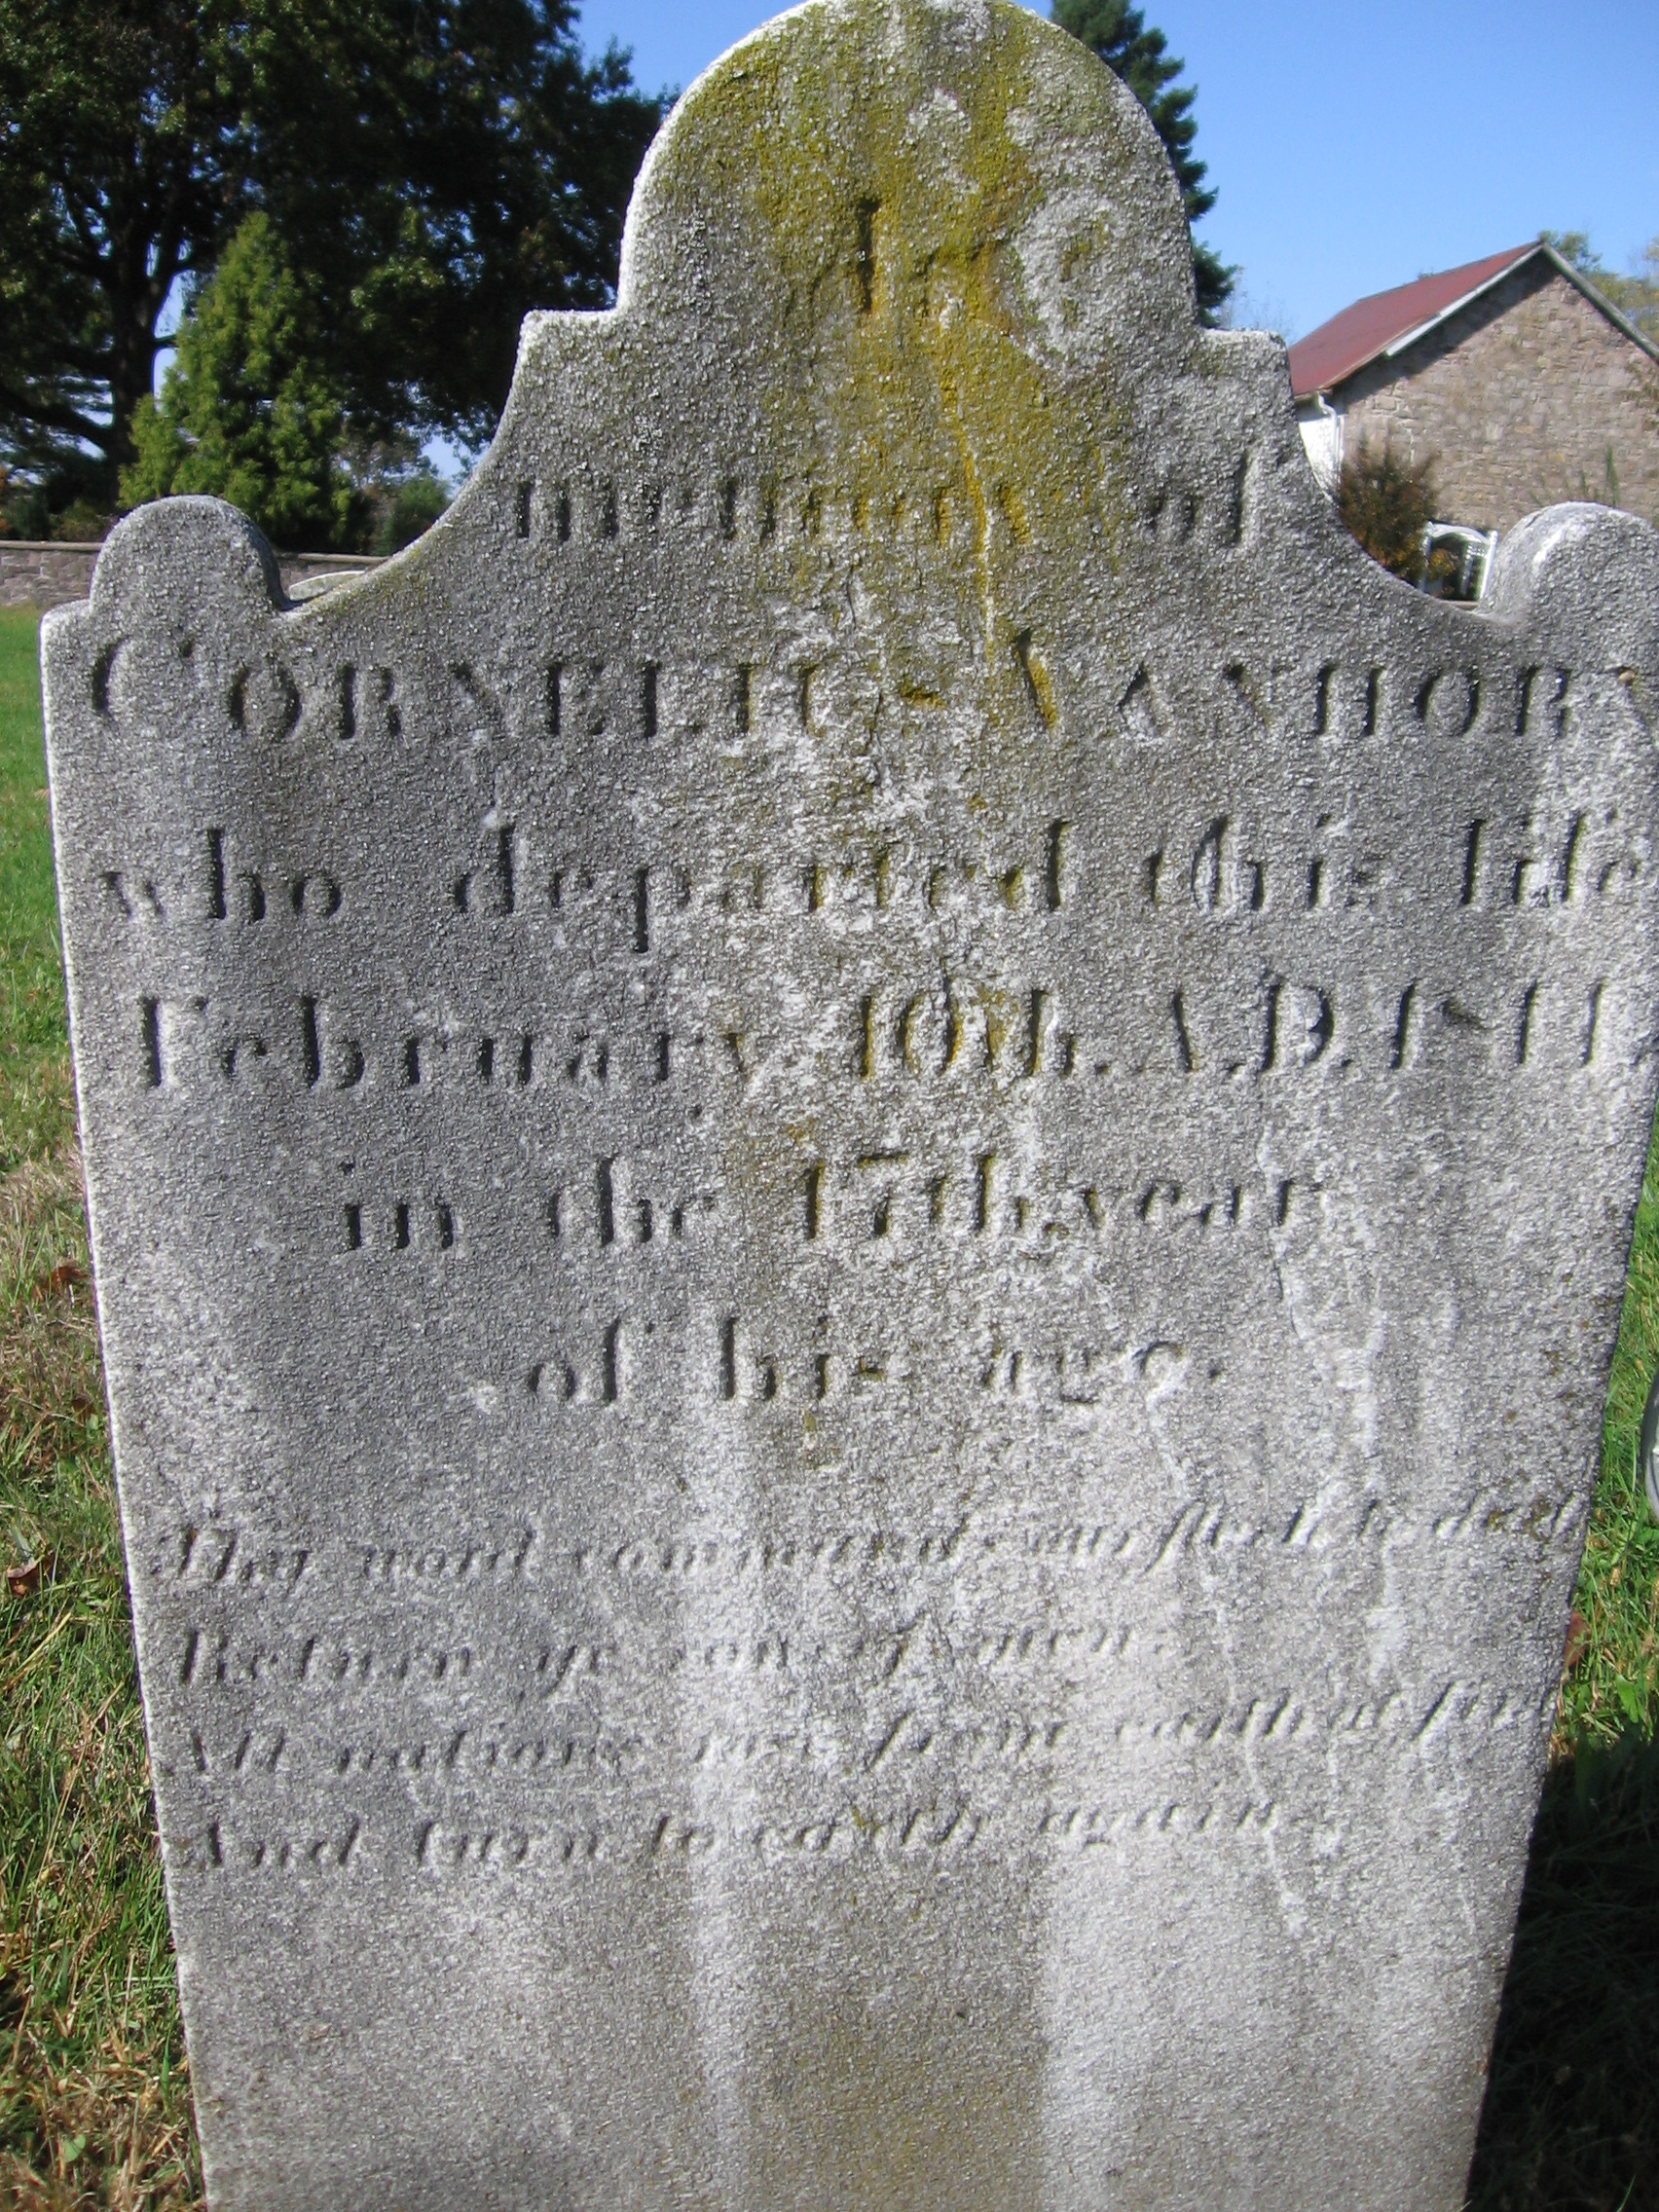 In
memory of
CORNELIUS VANHORN
who departed this life
February 10th. A.D. 1811.
in the 17th. year
of his age.
Thy word commands our flesh to dust
Return ye sons of men.
All nations rose from earth at first
And turn to earth again.